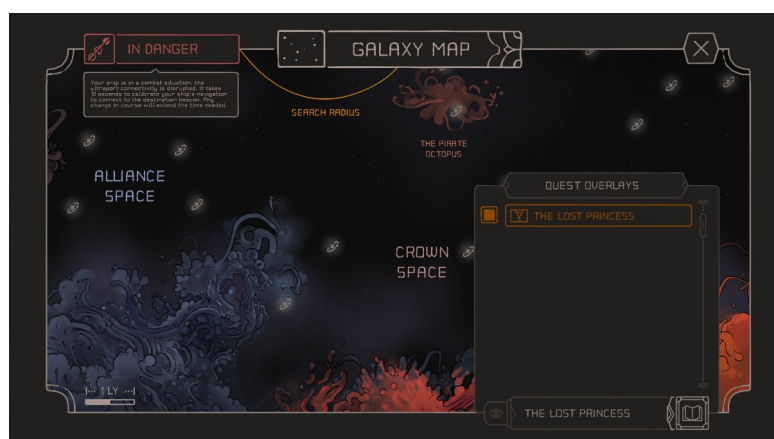 IN DANGER
GALAXY MAP
Your ship is in a combat situation, the
ultraport connectivity is disrupted. It takes
10 seconds to calibrate your ship's navigation
to connect to the destination beacon. Any
change in course will extend the time needed.
SEARCH RADIUS
THE PIRATE
OCTOPUS
ALLIANCE
SPACE
QUEST OVERLAYS
THE LOST PRINCESS
CROWN
SPACE
1 LY
THE LOST PRINCESS